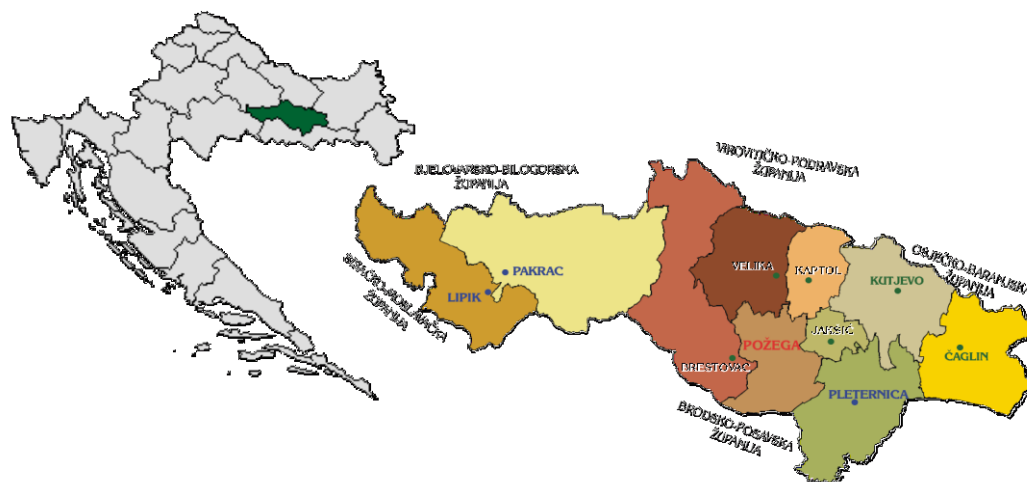 BJELOVARSKO-BILOGORSKA
ŽUPANIJA
VIROVITIČKO-PODRAVSKA
ŽUPANIJA
OSJEČKO-BARANJSKA
ŽUPANIJA
SISAČKO-MOSLAVAČKA
ŽUPANIJA
BRODSKO-POSAVSKA
ŽUPANIJA
PAKRAC
LIPIK
VELIKA
KAPTOL
KUTJEVO
POŽEGA
JAKŠIĆ
BRESTOVAC
ČAGLIN
PLETERNICA